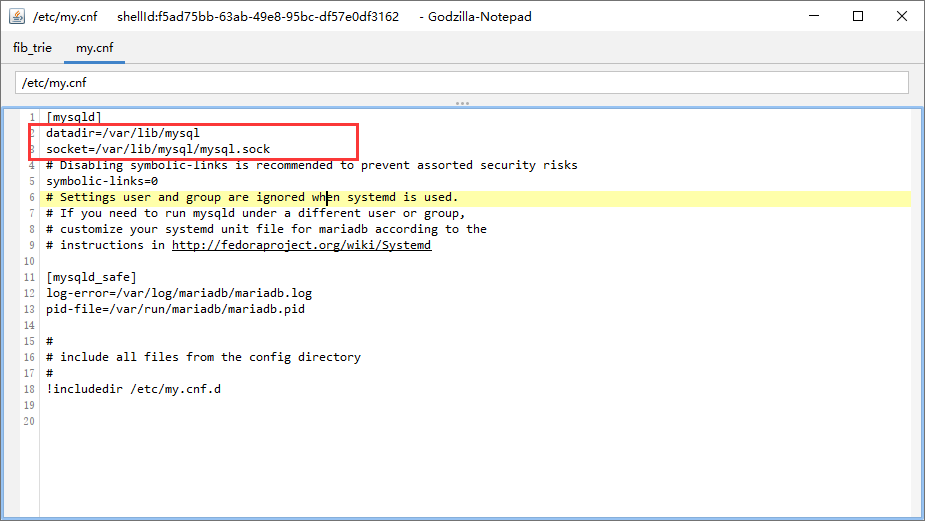 /etc/my.cnf shellId:f5ad75bb-63ab-49e8-95bc-df57e0df3162 - Godzilla-Notepad
fib_trie my.cnf
/etc/my.cnf
1 [mysqld]
2 datadir=/var/lib/mysql
3 socket=/var/lib/mysql/mysql.sock
4 # Disabling symbolic-links is recommended to prevent assorted security risks
5 symbolic-links=0
6 # Settings user and group are ignored when systemd is used.
7 # If you need to run mysqld under a different user or group,
8 # customize your systemd unit file for mariadb according to the
9 # instructions in http://fedoraproject.org/wiki/Systemd
10
11 [mysqld_safe]
12 log-error=/var/log/mariadb/mariadb.log
13 pid-file=/var/run/mariadb/mariadb.pid
14
15 #
16 # include all files from the config directory
17 #
18 !includedir /etc/my.cnf.d
19
20